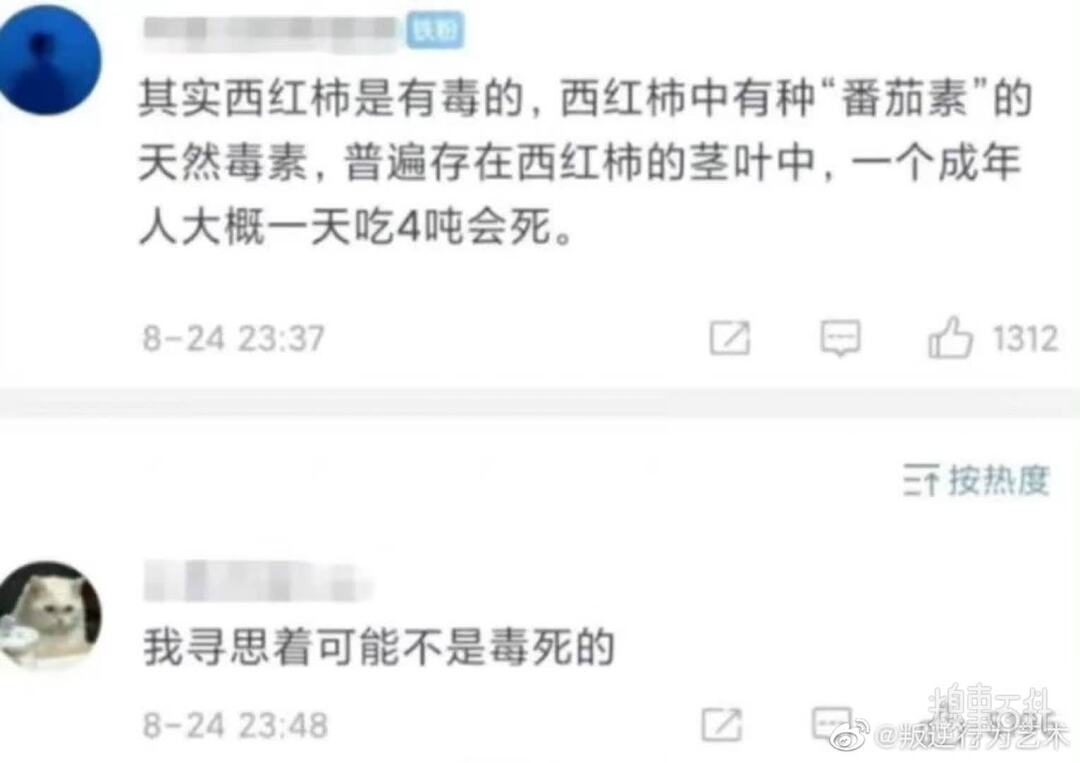 铁粉
其实西红柿是有毒的，西红柿中有种“番茄素”的
天然毒素，普遍存在西红柿的茎叶中，一个成年
人大概一天吃4吨会死。
8-24 23:37
1312
按热度
我寻思着可能不是毒死的
8-24 23:48
@叛逆行为艺术